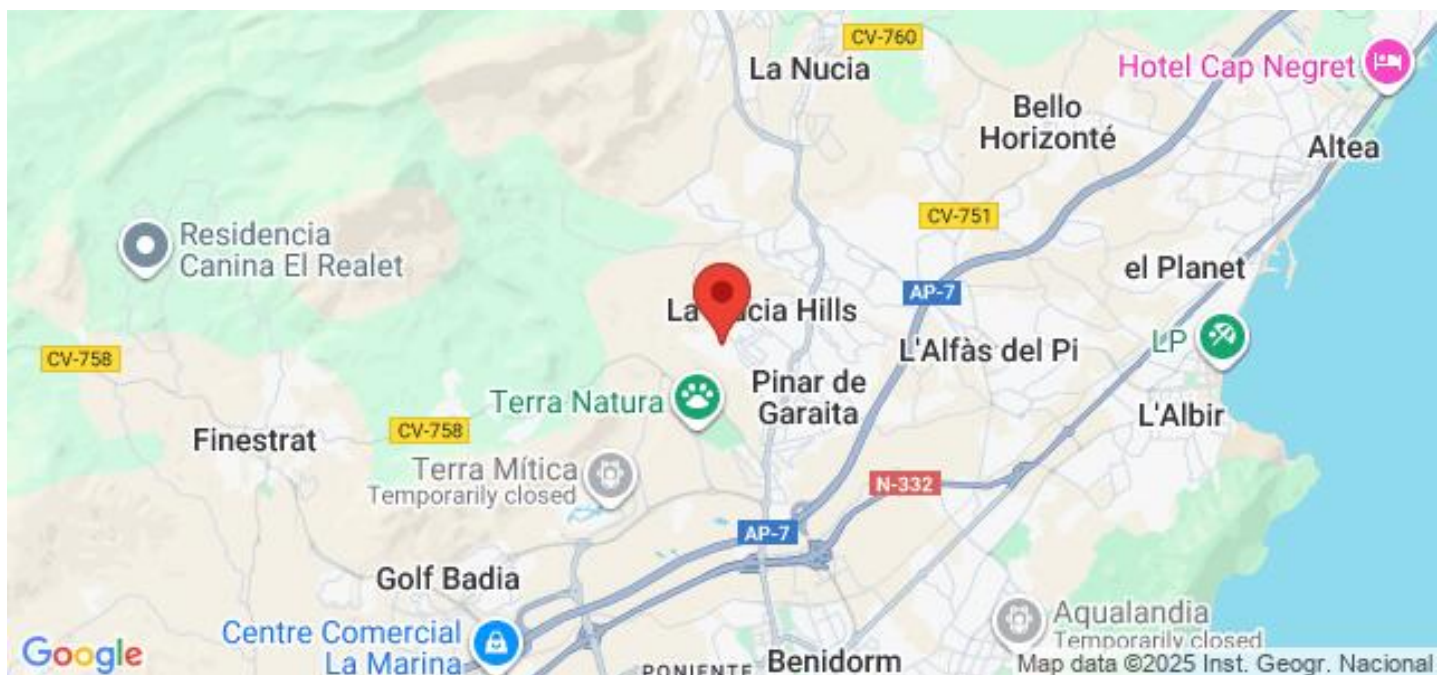 CV-760
La Nucia
Hotel Cap Negret
Bello
Horizonté
Altea
CV-751
Residencia
Canina El Realet
el Planet
AP-7
La
cia Hills
LP
CV-758
L'Alfàs del Pi
Pinar de
Garaita
Terra Natura
L'Albir
Finestrat
CV-758
Terra Mítica
Temporarily closed
N-332
AP-7
Golf Badia
Aqualandia
Temporarily closed
Centre Comercial
La Marina
PONIENTE
Benidorm
Google
Map data ©2025 Inst. Geogr. Nacional